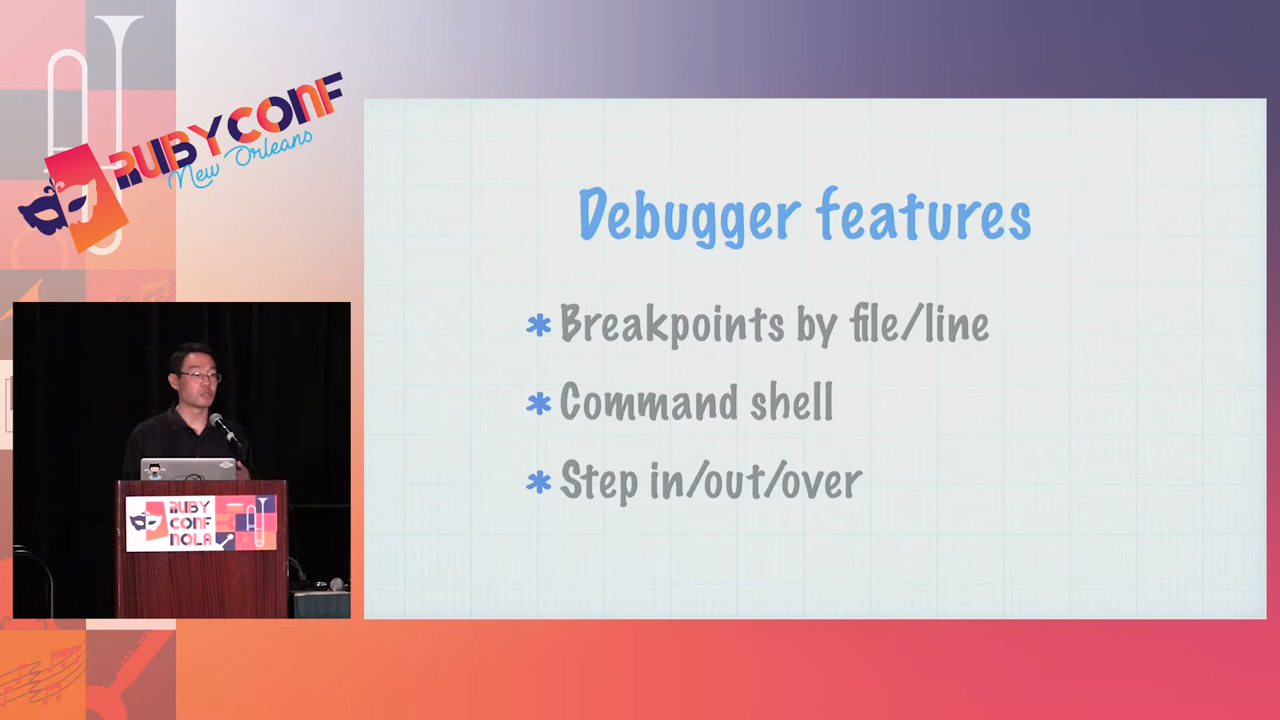 RUBYCONF
New Orleans
Debugger features
* Breakpoints by file/line
* Command shell
* Step in/out/over
RUBY
CONF
NOLA